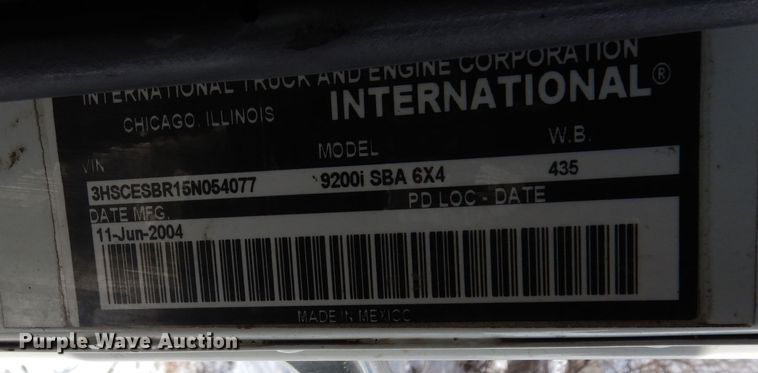 INTERNATIONAL TRUCK AND ENGINE CORPORATION
CHICAGO, ILLINOIS INTERNATIONAL®
VIN MODEL W.B.
3HSCESBR15N054077 9200i SBA 6X4 435
DATE MFG. PD LOC - DATE
11-Jun-2004
MADE IN MEXICO
Purple Wave Auction